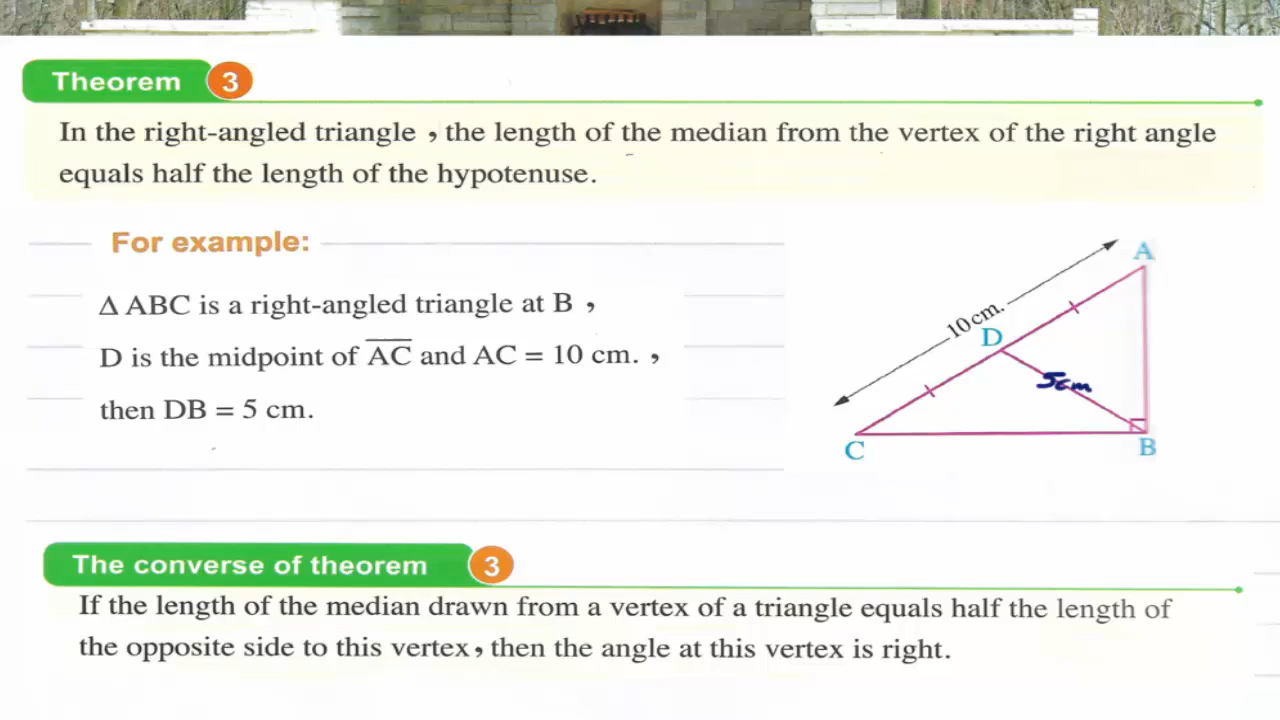 Theorem 3
In the right-angled triangle , the length of the median from the vertex of the right angle
equals half the length of the hypotenuse.
For example:
Δ ABC is a right-angled triangle at B ,
D is the midpoint of A̅C̅ and AC = 10 cm. ,
then DB = 5 cm.
A
10 cm.
D
5cm
C
B
The converse of theorem 3
If the length of the median drawn from a vertex of a triangle equals half the length of
the opposite side to this vertex , then the angle at this vertex is right.